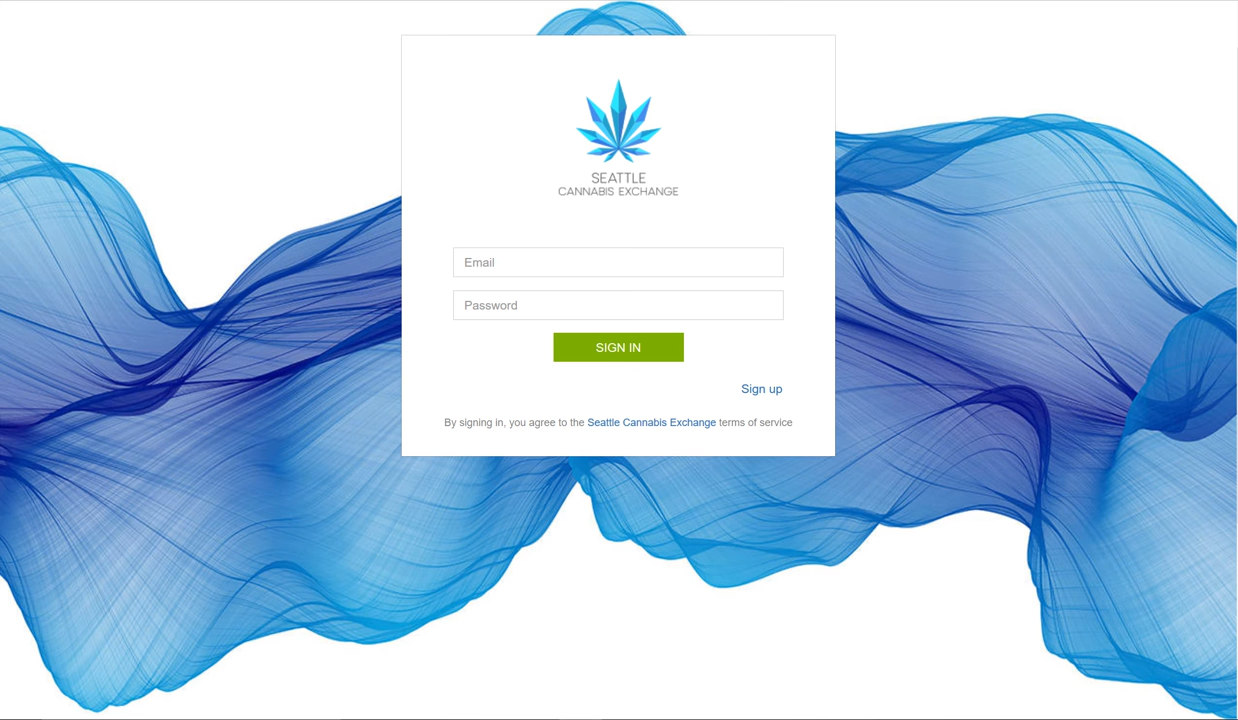 SEATTLE
CANNABIS EXCHANGE
Email
Password
SIGN IN
Sign up
By signing in, you agree to the Seattle Cannabis Exchange terms of service